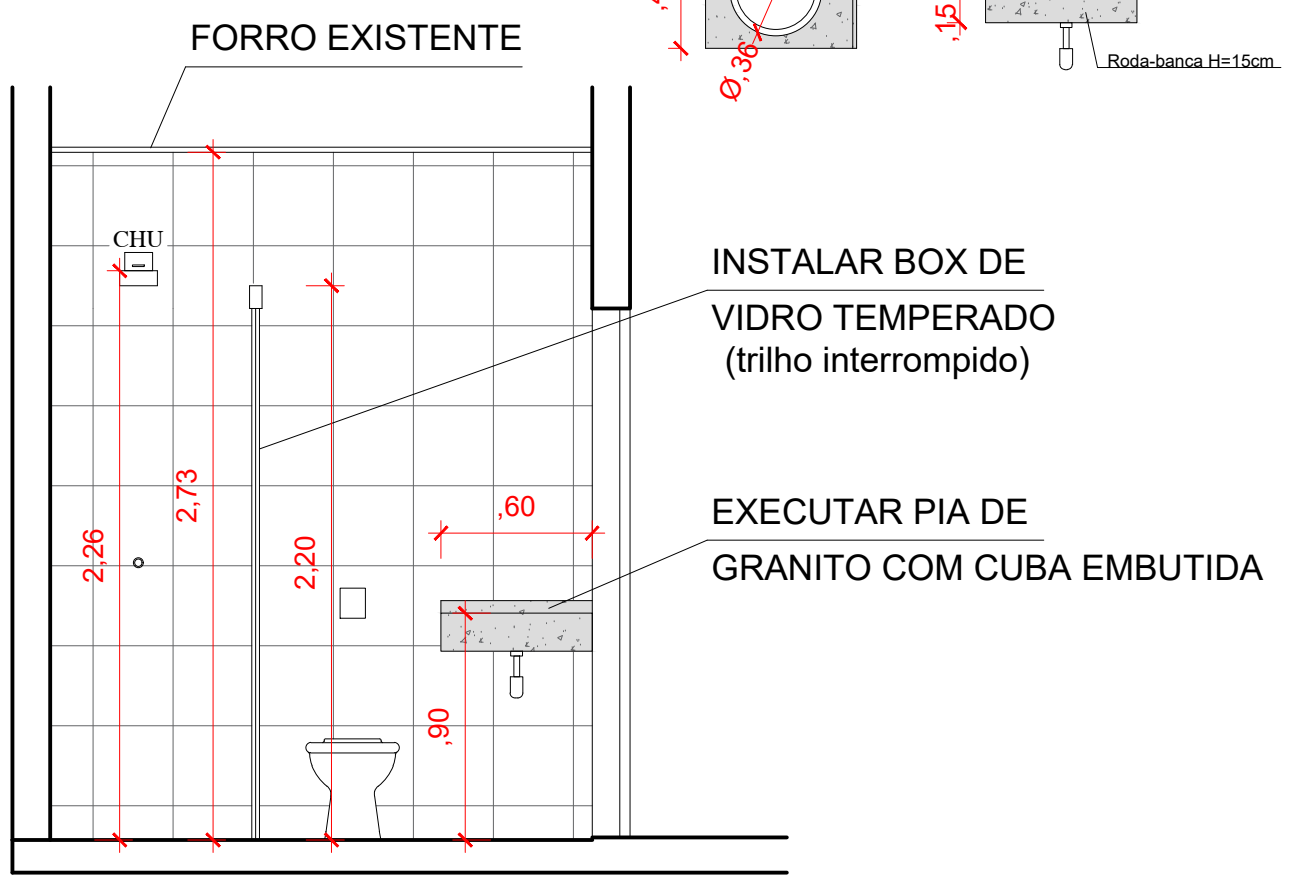 FORRO EXISTENTE
,15
Ø,36
Roda-banca H=15cm
CHU
INSTALAR BOX DE
VIDRO TEMPERADO
(trilho interrompido)
2,26
2,73
2,20
,60
,90
EXECUTAR PIA DE
GRANITO COM CUBA EMBUTIDA